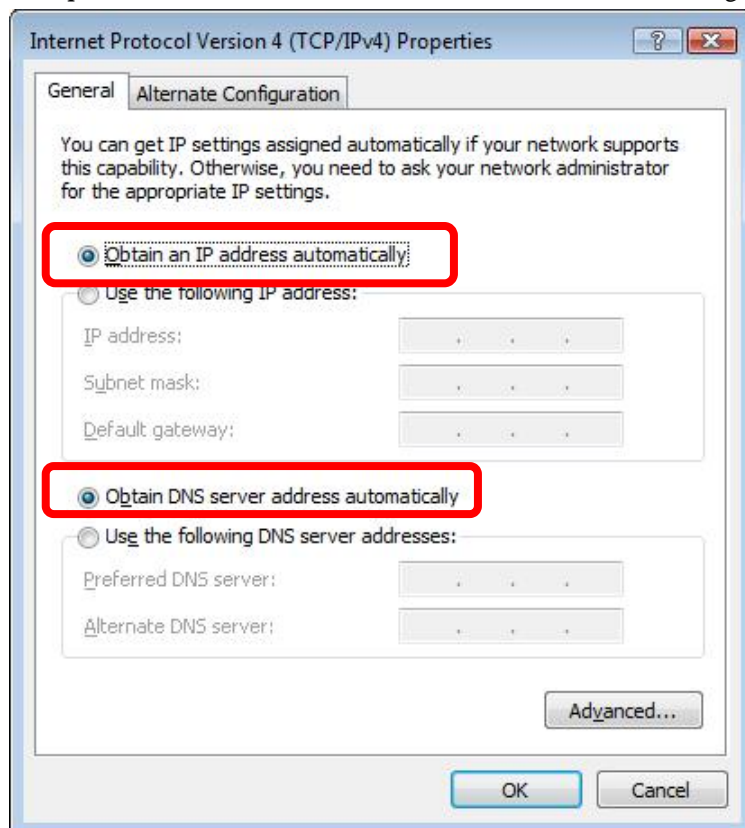 Internet Protocol Version 4 (TCP/IPv4) Properties
General
Alternate Configuration
You can get IP settings assigned automatically if your network supports
this capability. Otherwise, you need to ask your network administrator
for the appropriate IP settings.
Obtain an IP address automatically
Use the following IP address:
IP address:
Subnet mask:
Default gateway:
Obtain DNS server address automatically
Use the following DNS server addresses:
Preferred DNS server:
Alternate DNS server:
Advanced...
OK
Cancel